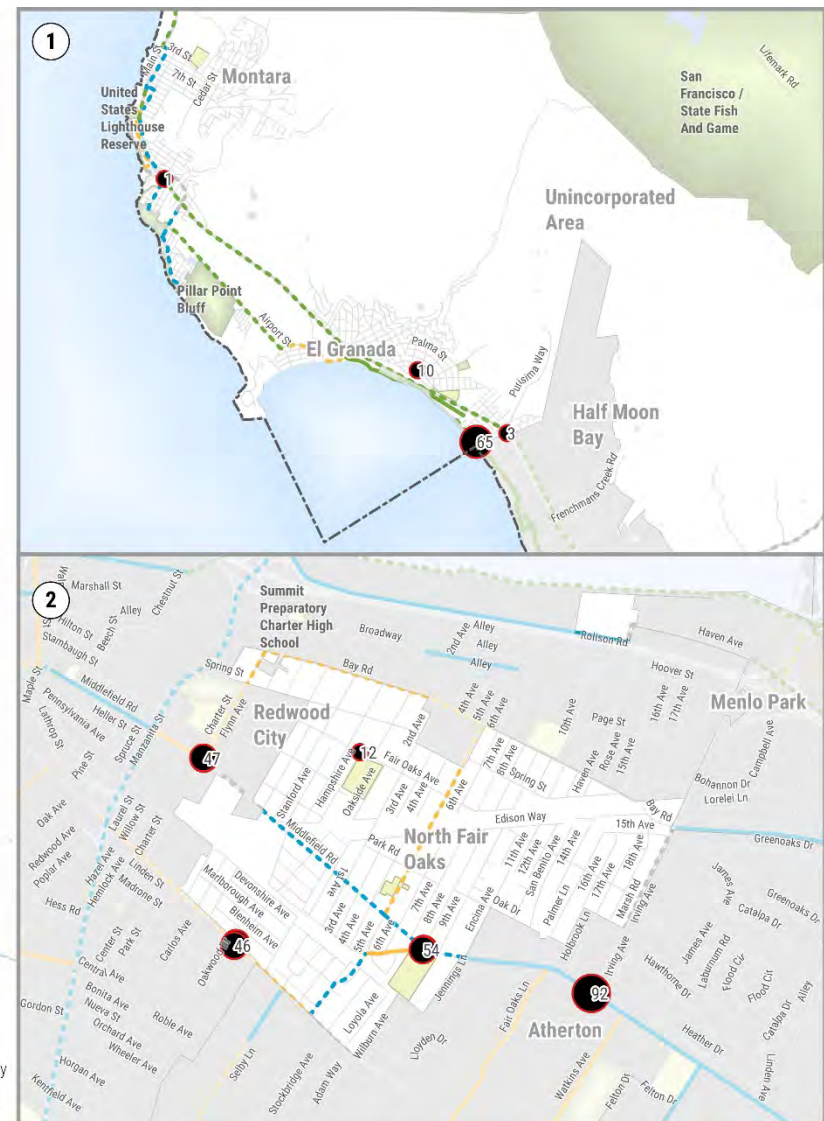 1
3rd St
Main St
7th St
Cedar St
Montara
United
States
Lighthouse
Reserve
San
Francisco /
State Fish
And Game
Lifemark Rd
1
Unincorporated
Area
Pillar Point
Bluff
Airport St
El Granada
Palma St
10
Purisima Way
Half Moon
Bay
65
3
Frenchmans Creek Rd
2
Marshall St
Alley
Chestnut St
Hilton St
Beech St
Stambaugh St
Maple St
Middlefield Rd
Pennsylvania Ave
Heller St
Lathrop St
Pine St
Spruce St
Manzanita St
Spring St
Charter St
Flynn Ave
Summit
Preparatory
Charter High
School
Broadway
2nd Ave
Alley
Alley
Alley
Rolison Rd
Haven Ave
Hoover St
Bay Rd
Redwood
City
47
12
2nd Ave
4th Ave
5th Ave
6th Ave
10th Ave
Page St
16th Ave
17th Ave
Menlo Park
Haven Ave
Rose Ave
15th Ave
Campbell Ave
Bohannon Dr
Lorelei Ln
7th Ave
8th Ave
Spring St
Bay Rd
Stanford Ave
Hampshire Ave
Oakside Ave
Fair Oaks Ave
3rd Ave
4th Ave
6th Ave
Edison Way
15th Ave
Greenoaks Dr
Oak Ave
Redwood Ave
Poplar Ave
Hess Rd
Laurel St
Willow St
Charter St
Hazel Ave
Hemlock Ave
Linden St
Madrone St
Middlefield Rd
Park Rd
North Fair
Oaks
11th Ave
12th Ave
San Benito Ave
14th Ave
16th Ave
17th Ave
18th Ave
Palmer Ln
Marsh Rd
Irving Ave
James Ave
Greenoaks Dr
Catalpa Dr
Marlborough Ave
Devonshire Ave
Blenheim Ave
1st Ave
3rd Ave
4th Ave
5th Ave
6th Ave
7th Ave
8th Ave
9th Ave
Encina Ave
Oak Dr
Holbrook Ln
Center St
Park St
Carlos Ave
Oakwood
46
54
Central Ave
Bonita Ave
Nueva St
Orchard Ave
Wheeler Ave
Roble Ave
Gordon St
Horgan Ave
Kentfield Ave
Loyola Ave
Wilburn Ave
Jennings Ln
Lloyden Dr
Selby Ln
Stockbridge Ave
Adam Way
Fair Oaks Ln
92
Irving Ave
Hawthorne Dr
James Ave
Laburnum Rd
Flood Cir
Flood Cir
Catalpa Dr
Alley
Atherton
Heather Dr
Linden Ave
Watkins Ave
Felton Dr
Felton Dr
y